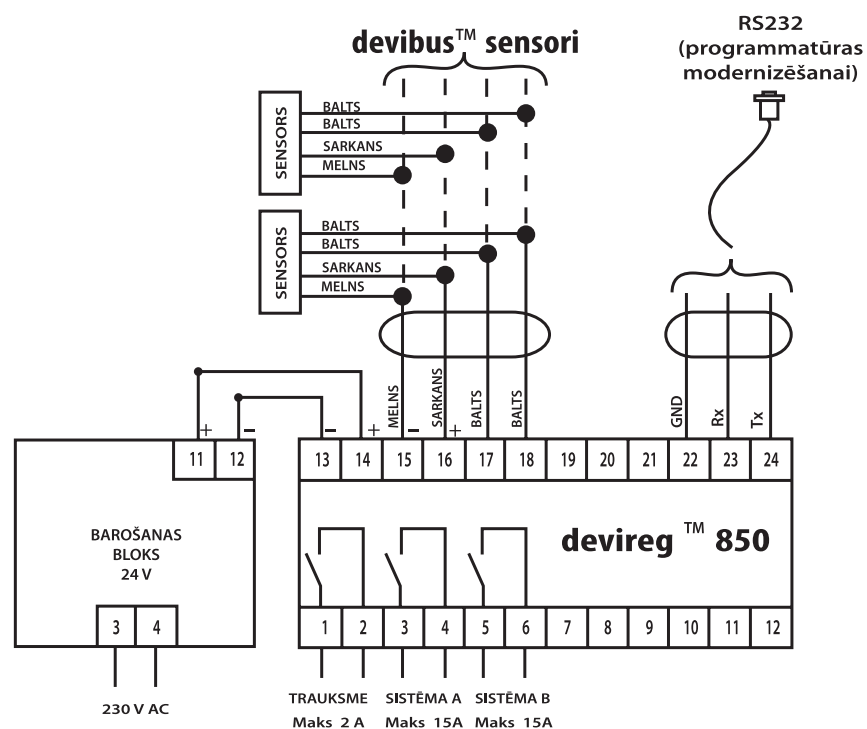 RS232
(programmatūras
modernizēšanai)
devibus™ sensori
SENSORS
BALTS
BALTS
SARKANS
MELNS
SENSORS
BALTS
BALTS
SARKANS
MELNS
MELNS
SARKANS
BALTS
BALTS
GND
Rx
Tx
+ − − + − +
11 12
13 14 15 16 17 18 19 20 21 22 23 24
BAROŠANAS
BLOKS
24 V
devireg ™ 850
3 4
1 2 3 4 5 6 7 8 9 10 11 12
230 V AC
TRAUKSME
Maks 2 A
SISTĒMA A
Maks 15A
SISTĒMA B
Maks 15A